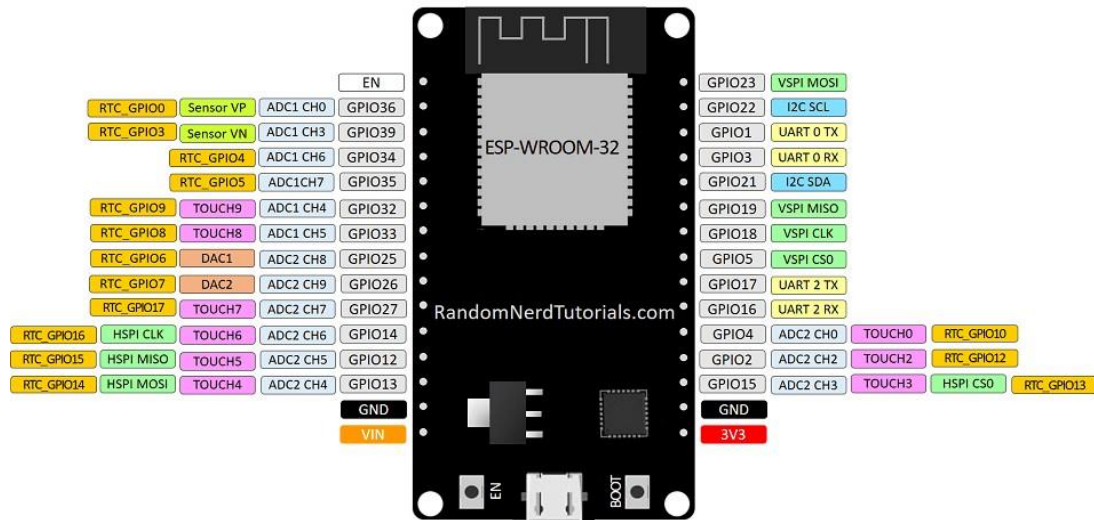 EN GPIO23 VSPI MOSI
RTC_GPIO0 Sensor VP ADC1 CH0 GPIO36 GPIO22 I2C SCL
RTC_GPIO3 Sensor VN ADC1 CH3 GPIO39 GPIO1 UART 0 TX
RTC_GPIO4 ADC1 CH6 GPIO34 ESP-WROOM-32 GPIO3 UART 0 RX
RTC_GPIO5 ADC1CH7 GPIO35 GPIO21 I2C SDA
RTC_GPIO9 TOUCH9 ADC1 CH4 GPIO32 GPIO19 VSPI MISO
RTC_GPIO8 TOUCH8 ADC1 CH5 GPIO33 GPIO18 VSPI CLK
RTC_GPIO6 DAC1 ADC2 CH8 GPIO25 GPIO5 VSPI CS0
RTC_GPIO7 DAC2 ADC2 CH9 GPIO26 GPIO17 UART 2 TX
RTC_GPIO17 TOUCH7 ADC2 CH7 GPIO27 RandomNerdTutorials.com GPIO16 UART 2 RX
RTC_GPIO16 HSPI CLK TOUCH6 ADC2 CH6 GPIO14 GPIO4 ADC2 CH0 TOUCH0 RTC_GPIO10
RTC_GPIO15 HSPI MISO TOUCH5 ADC2 CH5 GPIO12 GPIO2 ADC2 CH2 TOUCH2 RTC_GPIO12
RTC_GPIO14 HSPI MOSI TOUCH4 ADC2 CH4 GPIO13 GPIO15 ADC2 CH3 TOUCH3 HSPI CS0 RTC_GPIO13
GND GND
VIN 3V3
EN BOOT